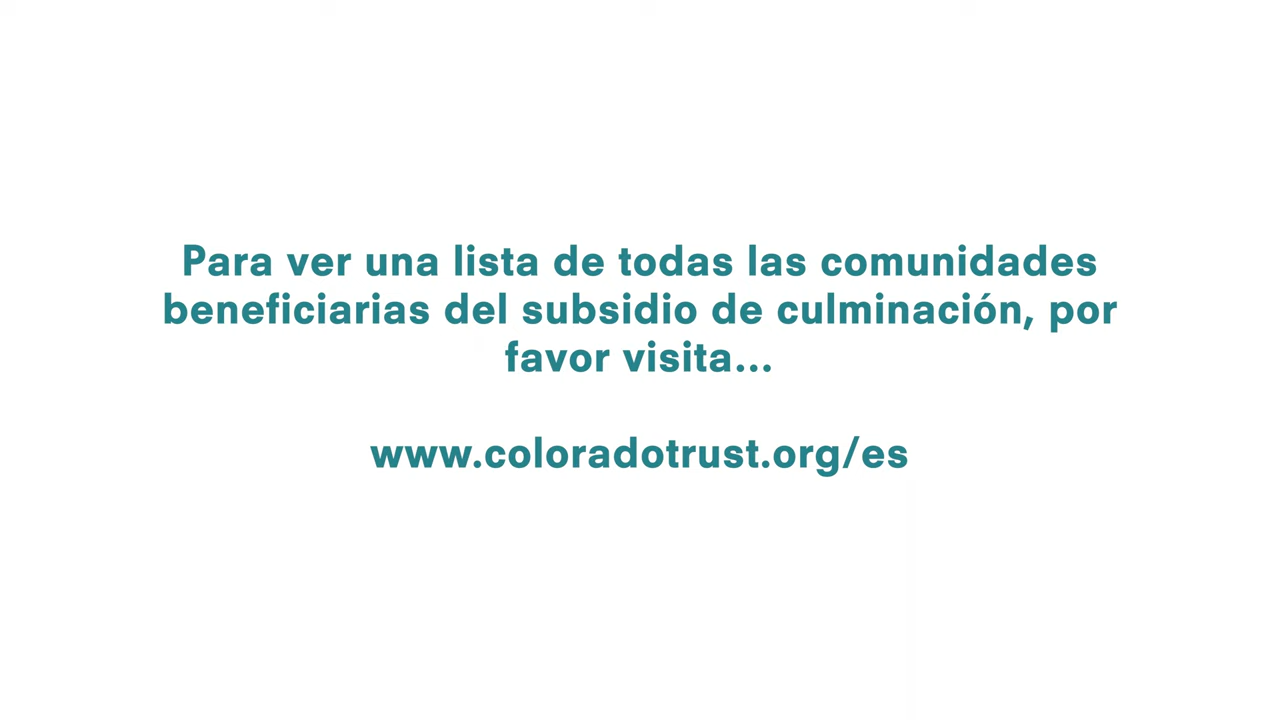 Para ver una lista de todas las comunidades
beneficiarias del subsidio de culminación, por
favor visita...
www.coloradotrust.org/es